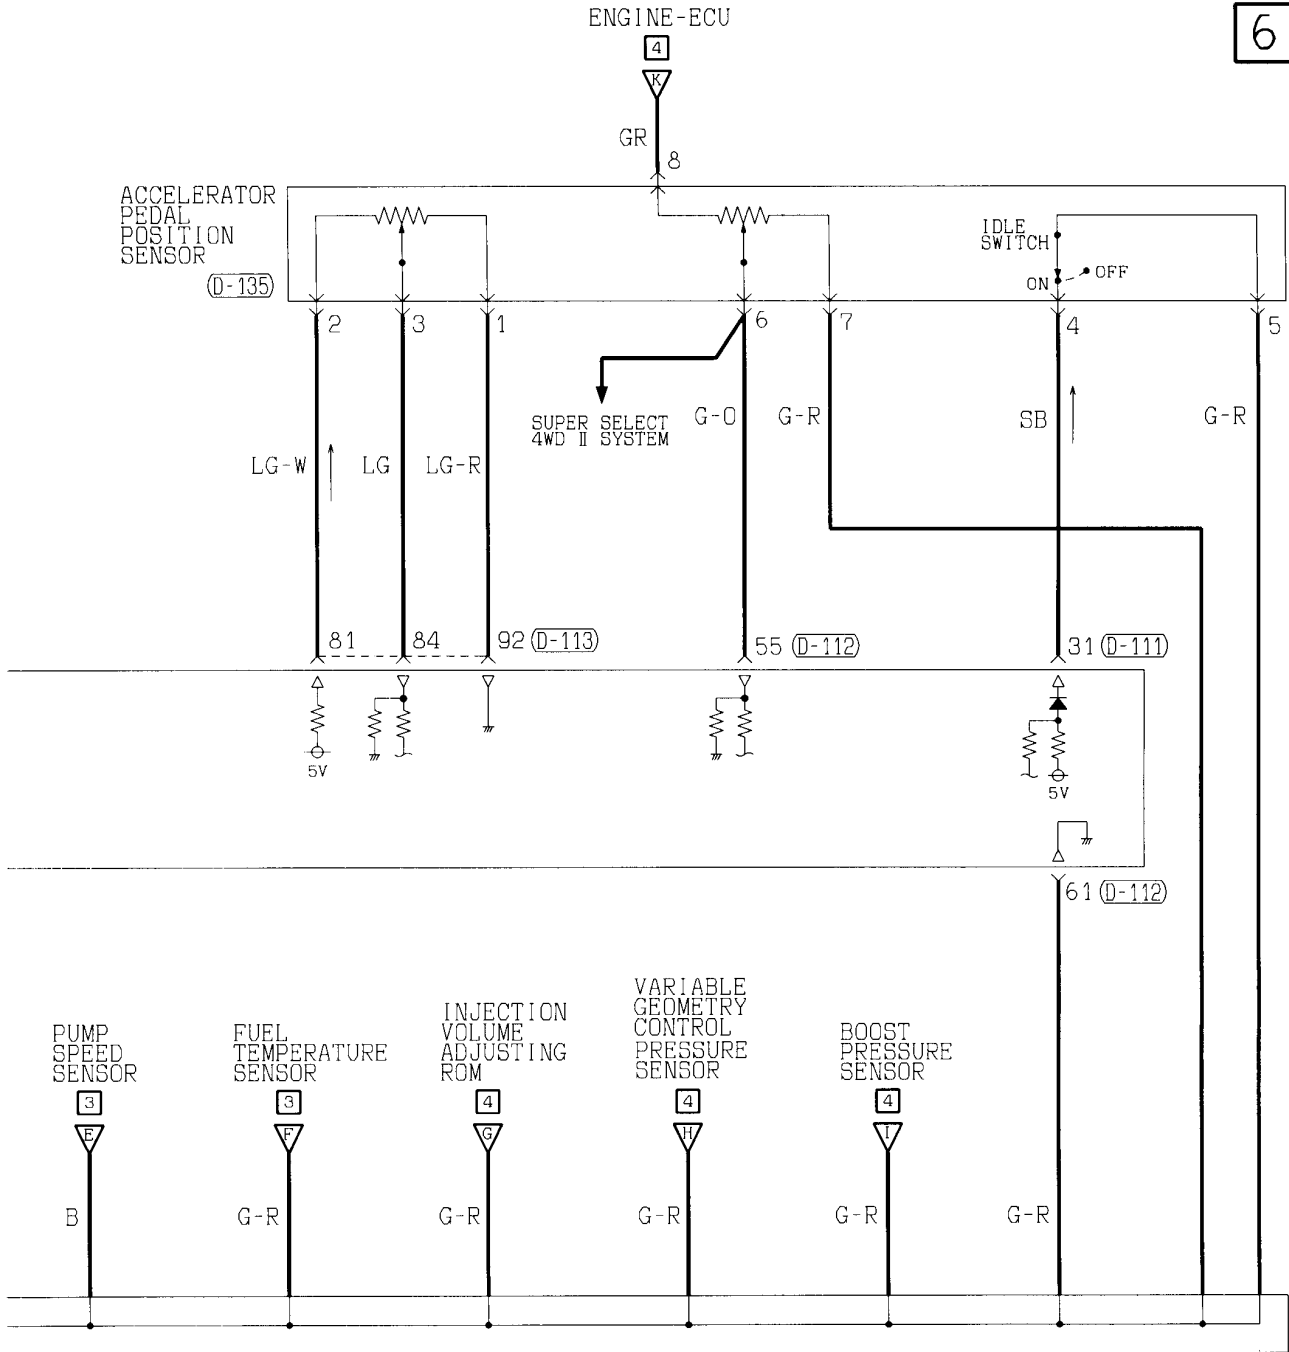 ENGINE-ECU
6
4
K
GR
8
ACCELERATOR
PEDAL
POSITION
SENSOR
(D-135)
IDLE
SWITCH
ON
OFF
2
3
1
6
7
4
5
SUPER SELECT
4WD II SYSTEM
G-O
G-R
SB
G-R
LG-W
LG
LG-R
81
84
92 (D-113)
55 (D-112)
31 (D-111)
5V
5V
61 (D-112)
PUMP
SPEED
SENSOR
3
E
B
FUEL
TEMPERATURE
SENSOR
3
F
G-R
INJECTION
VOLUME
ADJUSTING
ROM
4
G
G-R
VARIABLE
GEOMETRY
CONTROL
PRESSURE
SENSOR
4
H
G-R
BOOST
PRESSURE
SENSOR
4
I
G-R
G-R